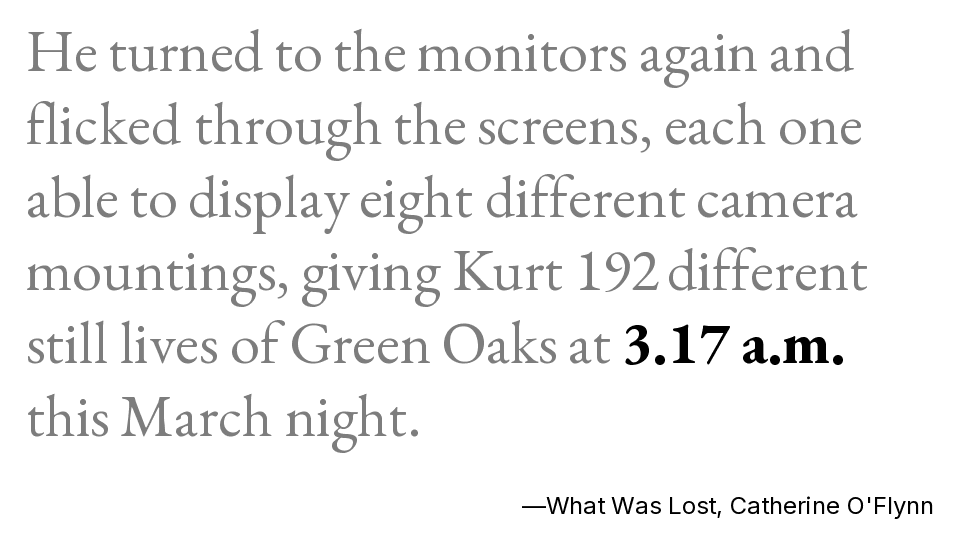 He turned to the monitors again and
flicked through the screens, each one
able to display eight different camera
mountings, giving Kurt 192 different
still lives of Green Oaks at 3.17 a.m.
this March night.
—What Was Lost, Catherine O'Flynn